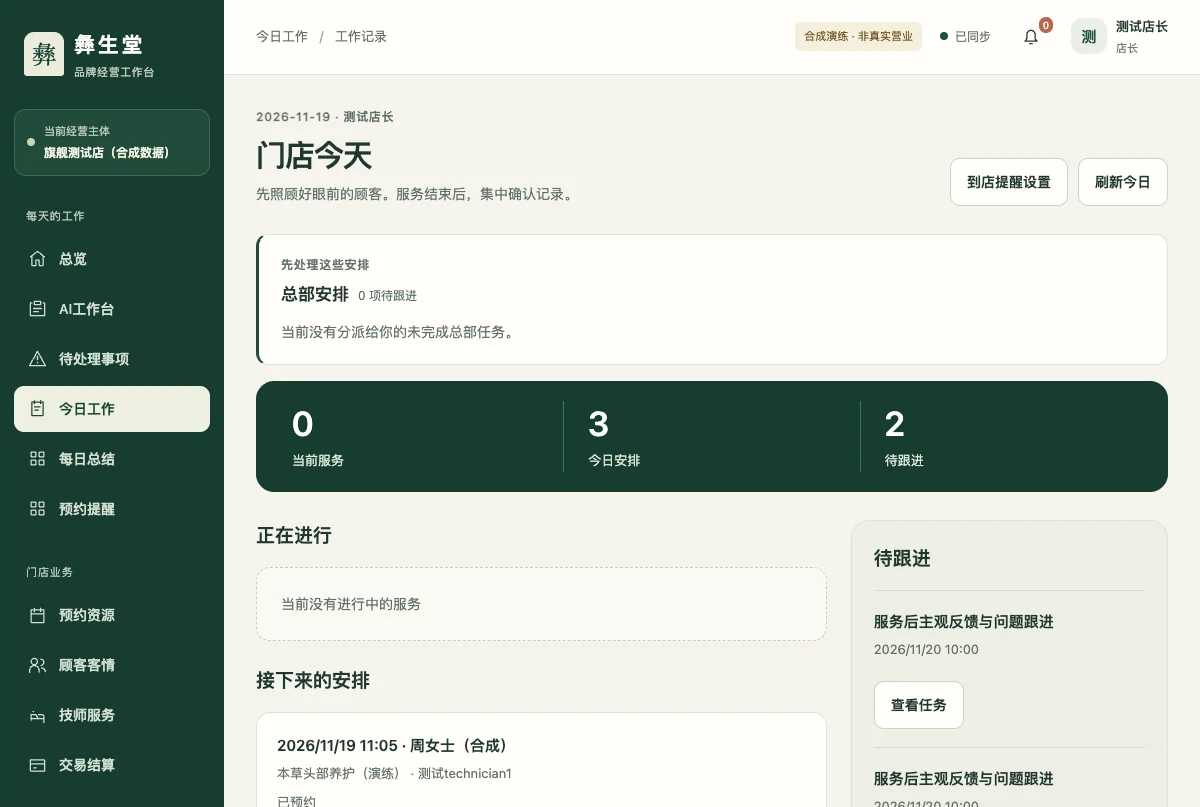 彝
彝生堂
品牌经营工作台
当前经营主体
旗舰测试店（合成数据）
每天的工作
总览
AI工作台
待处理事项
今日工作
每日总结
预约提醒
门店业务
预约资源
顾客客情
技师服务
交易结算
今日工作 / 工作记录
合成演练 · 非真实营业
已同步
0
测
测试店长
店长
2026-11-19 · 测试店长
门店今天
先照顾好眼前的顾客。服务结束后，集中确认记录。
到店提醒设置
刷新今日
先处理这些安排
总部安排 0 项待跟进
当前没有分派给你的未完成总部任务。
0
当前服务
3
今日安排
2
待跟进
正在进行
当前没有进行中的服务
接下来的安排
2026/11/19 11:05 · 周女士（合成）
本草头部养护（演练） · 测试technician1
已预约
待跟进
服务后主观反馈与问题跟进
2026/11/20 10:00
查看任务
服务后主观反馈与问题跟进
2026/11/20 10:00